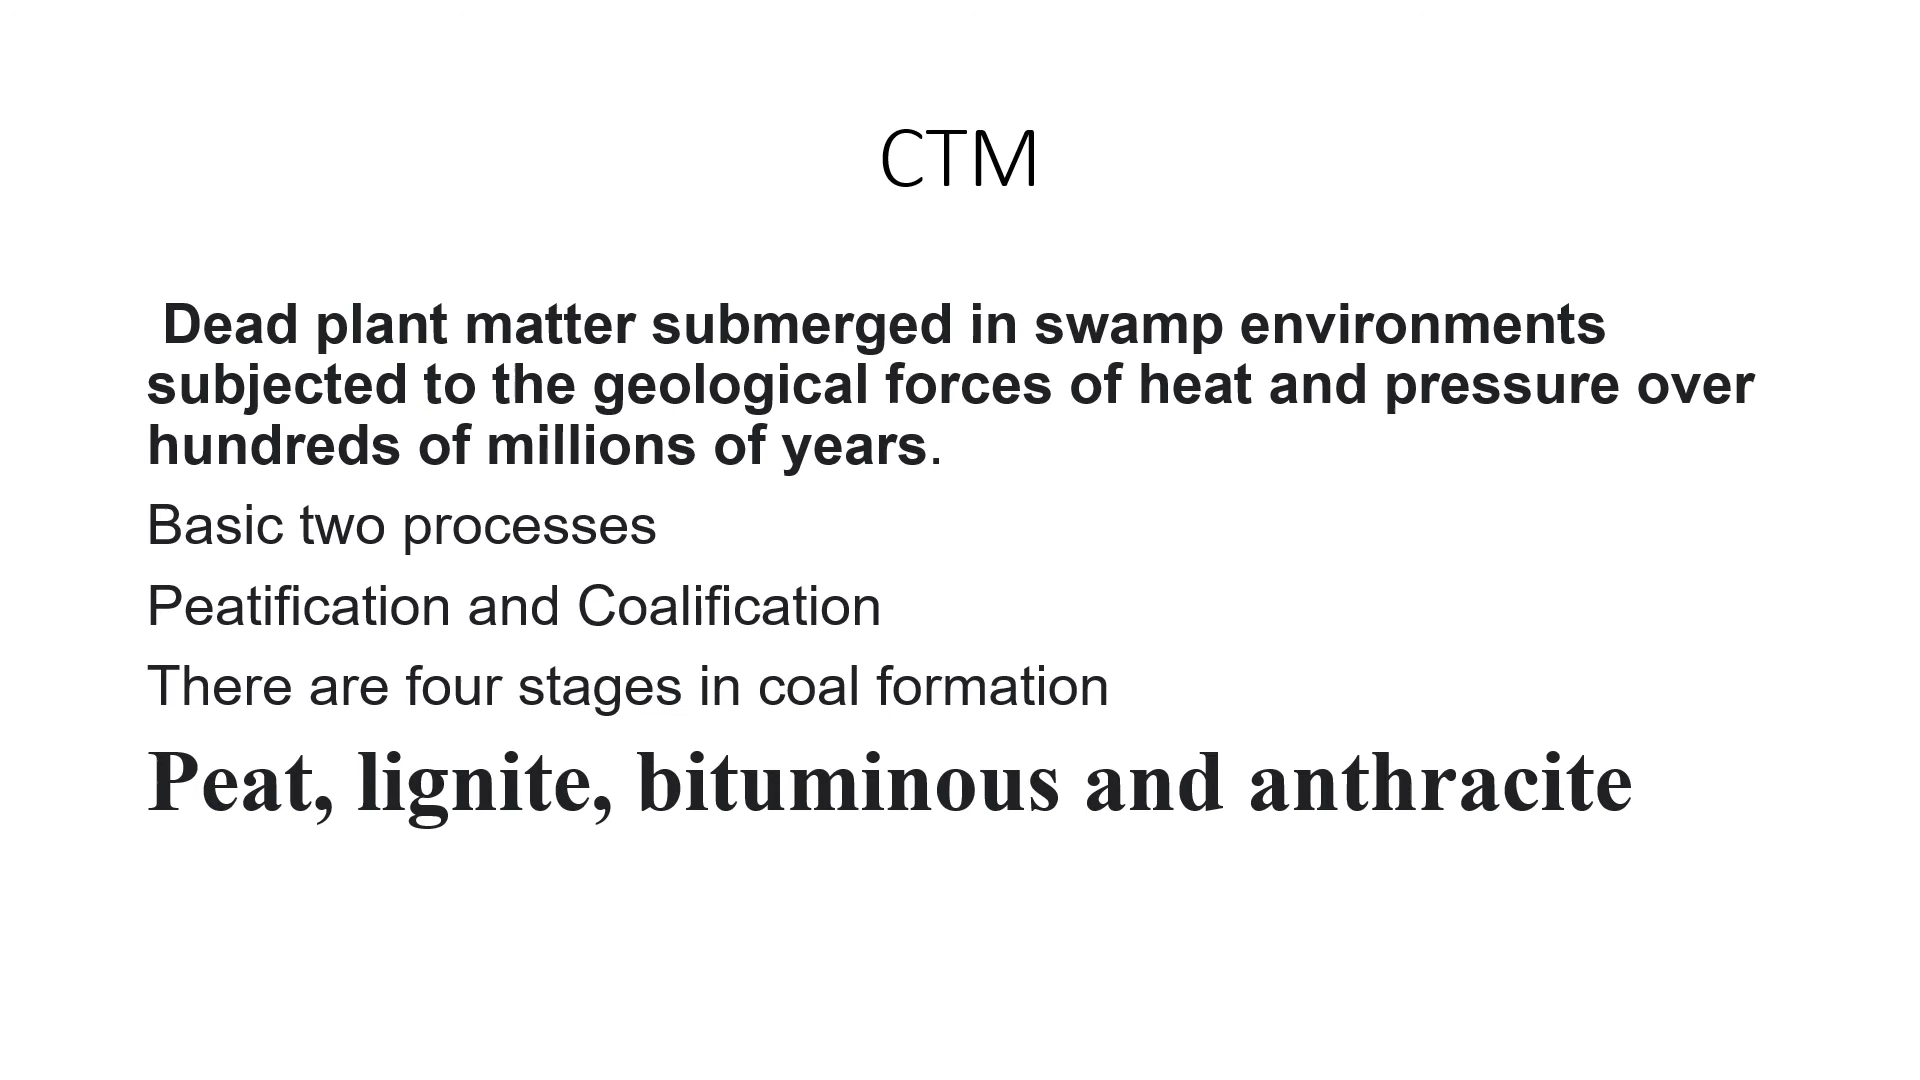 CTM
Dead plant matter submerged in swamp environments
subjected to the geological forces of heat and pressure over
hundreds of millions of years.
Basic two processes
Peatification and Coalification
There are four stages in coal formation
Peat, lignite, bituminous and anthracite